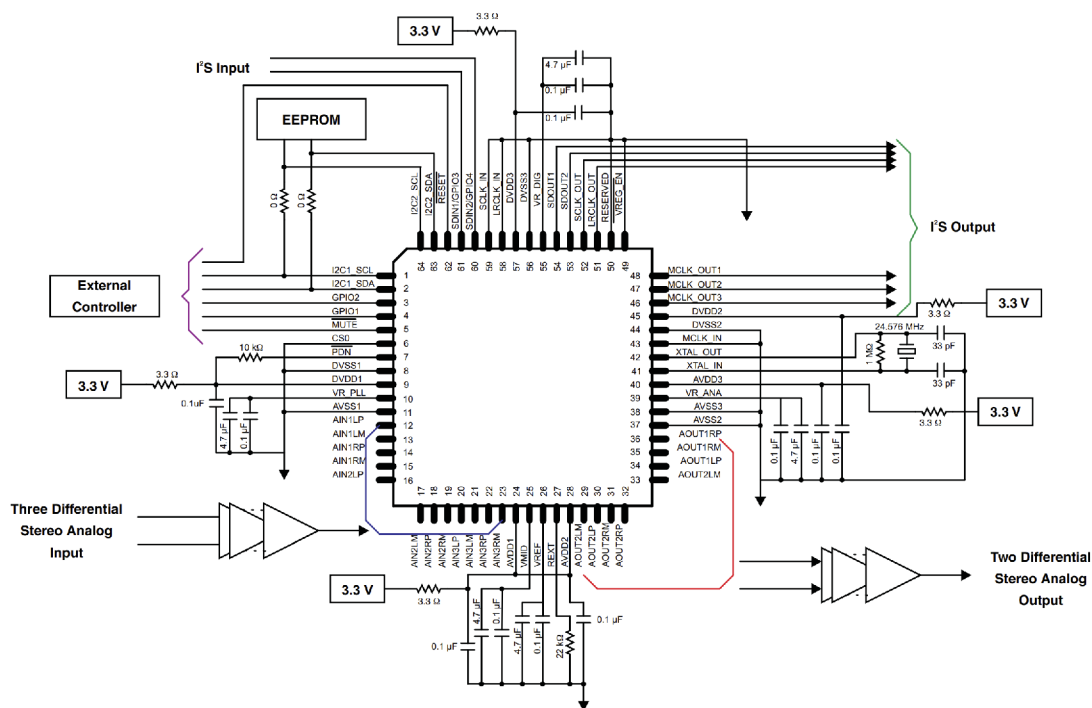 3.3 V
3.3 Ω
I²S Input
4.7 µF
0.1 µF
0.1 µF
EEPROM
0 Ω
0 Ω
I2C2_SCL
I2C2_SDA
RESET
SDIN1/GPIO3
SDIN2/GPIO4
SCLK_IN
LRCLK_IN
DVDD3
DVSS3
VR_DIG
SDOUT1
SDOUT2
SCLK_OUT
LRCLK_OUT
RESERVED
VREG_EN
64 63 62 61 60 59 58 57 56 55 54 53 52 51 50 49
I²S Output
External
Controller
I2C1_SCL 1
I2C1_SDA 2
GPIO2 3
GPIO1 4
MUTE 5
CS0 6
PDN 7
DVSS1 8
DVDD1 9
VR_PLL 10
AVSS1 11
AIN1LP 12
AIN1LM 13
AIN1RP 14
AIN1RM 15
AIN2LP 16
10 kΩ
3.3 V
3.3 Ω
0.1uF
4.7 µF
0.1 µF
48 MCLK_OUT1
47 MCLK_OUT2
46 MCLK_OUT3
45 DVDD2
44 DVSS2
43 MCLK_IN
42 XTAL_OUT
41 XTAL_IN
40 AVDD3
39 VR_ANA
38 AVSS3
37 AVSS2
36 AOUT1RP
35 AOUT1RM
34 AOUT1LP
33 AOUT2LM
3.3 Ω
3.3 V
24.576 MHz
1 MΩ
33 pF
33 pF
3.3 Ω
3.3 V
0.1 µF
4.7 µF
0.1 µF
0.1 µF
17 18 19 20 21 22 23 24 25 26 27 28 29 30 31 32
AIN2LM
AIN2RP
AIN2RM
AIN3LP
AIN3LM
AIN3RP
AIN3RM
AVDD1
VMID
VREF
REXT
AVDD2
AOUT2LM
AOUT2LP
AOUT2RM
AOUT2RP
Three Differential
Stereo Analog
Input
- -
- -
3.3 V
3.3 Ω
0.1 µF
4.7 µF
0.1 µF
4.7 µF
0.1 µF
22 kΩ
0.1 µF
- -
- -
Two Differential
Stereo Analog
Output